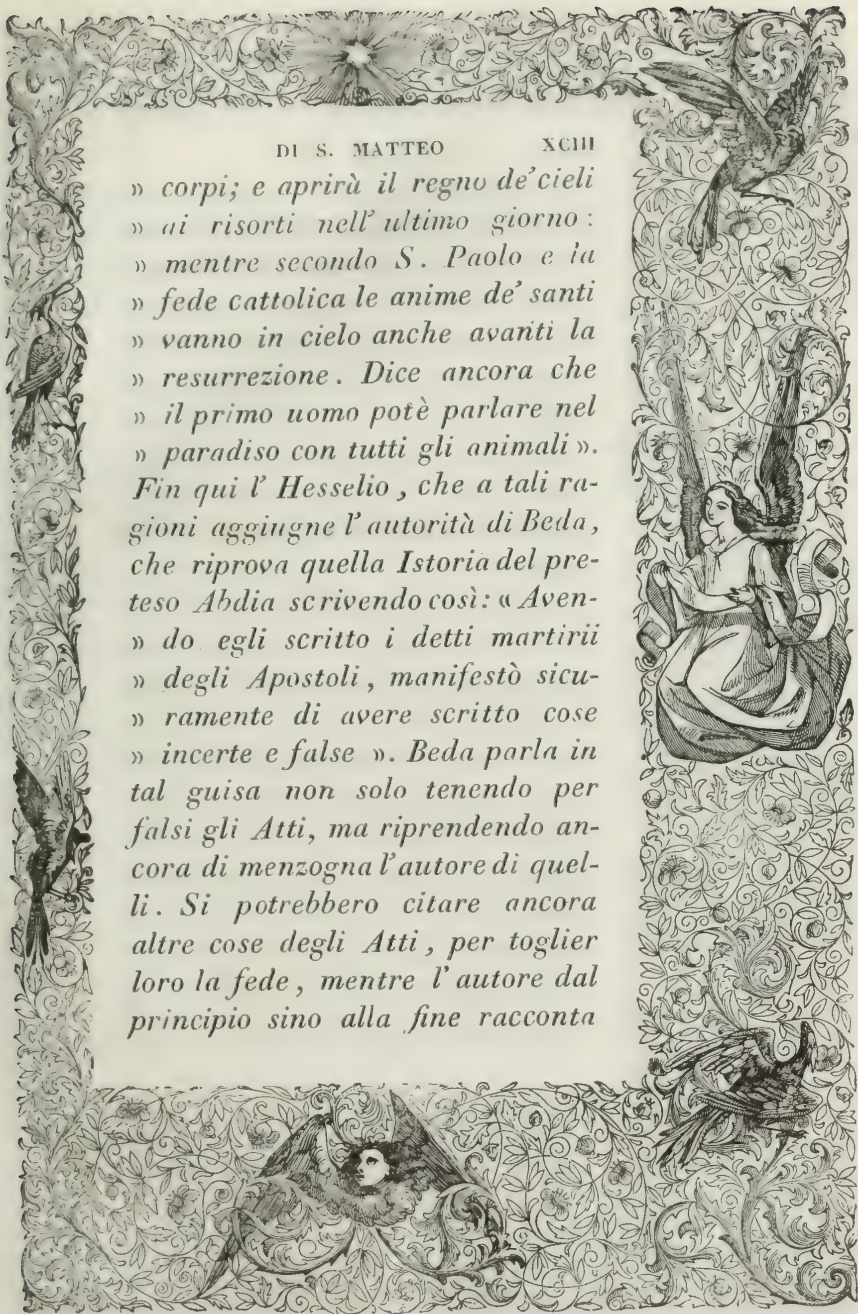 DI S. MATTEO XCIII
» corpi; e aprirà il regno de' cieli
» ai risorti nell' ultimo giorno :
» mentre secondo S. Paolo e la
» fede cattolica le anime de' santi
» vanno in cielo anche avanti la
» resurrezione. Dice ancora che
» il primo uomo potè parlare nel
» paradiso con tutti gli animali ».
Fin qui l' Hesselio, che a tali ra-
gioni aggiugne l' autorità di Beda,
che riprova quella Istoria del pre-
teso Abdia scrivendo così: « Aven-
» do egli scritto i detti martirii
» degli Apostoli, manifestò sicu-
» ramente di avere scritto cose
» incerte e false ». Beda parla in
tal guisa non solo tenendo per
falsi gli Atti, ma riprendendo an-
cora di menzogna l' autore di quel-
li. Si potrebbero citare ancora
altre cose degli Atti, per toglier
loro la fede, mentre l' autore dal
principio sino alla fine racconta